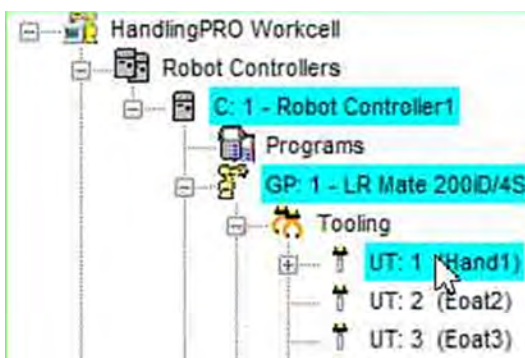 HandlingPRO Workcell
Robot Controllers
C: 1 - Robot Controller1
Programs
GP: 1 - LR Mate 200iD/4S
Tooling
UT: 1 (Hand1)
UT: 2 (Eoat2)
UT: 3 (Eoat3)